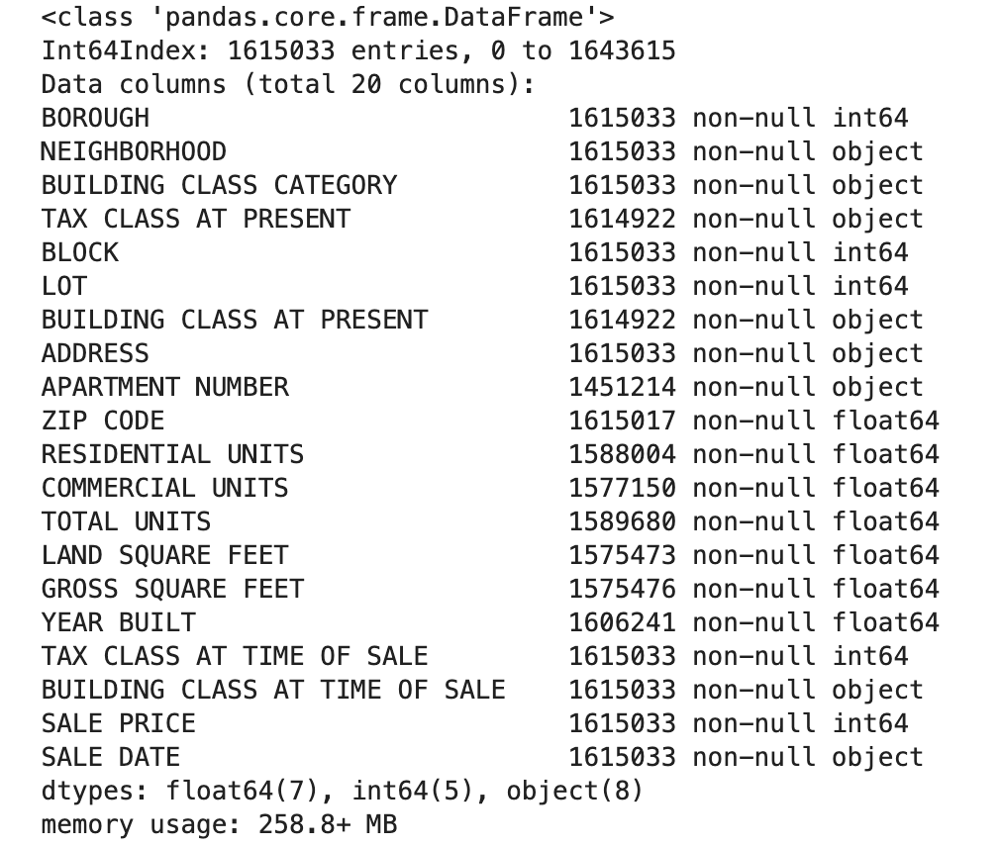 <class 'pandas.core.frame.DataFrame'>
Int64Index: 1615033 entries, 0 to 1643615
Data columns (total 20 columns):
BOROUGH                           1615033 non-null int64
NEIGHBORHOOD                      1615033 non-null object
BUILDING CLASS CATEGORY           1615033 non-null object
TAX CLASS AT PRESENT              1614922 non-null object
BLOCK                             1615033 non-null int64
LOT                               1615033 non-null int64
BUILDING CLASS AT PRESENT         1614922 non-null object
ADDRESS                           1615033 non-null object
APARTMENT NUMBER                  1451214 non-null object
ZIP CODE                          1615017 non-null float64
RESIDENTIAL UNITS                 1588004 non-null float64
COMMERCIAL UNITS                  1577150 non-null float64
TOTAL UNITS                       1589680 non-null float64
LAND SQUARE FEET                  1575473 non-null float64
GROSS SQUARE FEET                 1575476 non-null float64
YEAR BUILT                        1606241 non-null float64
TAX CLASS AT TIME OF SALE         1615033 non-null int64
BUILDING CLASS AT TIME OF SALE    1615033 non-null object
SALE PRICE                        1615033 non-null int64
SALE DATE                         1615033 non-null object
dtypes: float64(7), int64(5), object(8)
memory usage: 258.8+ MB